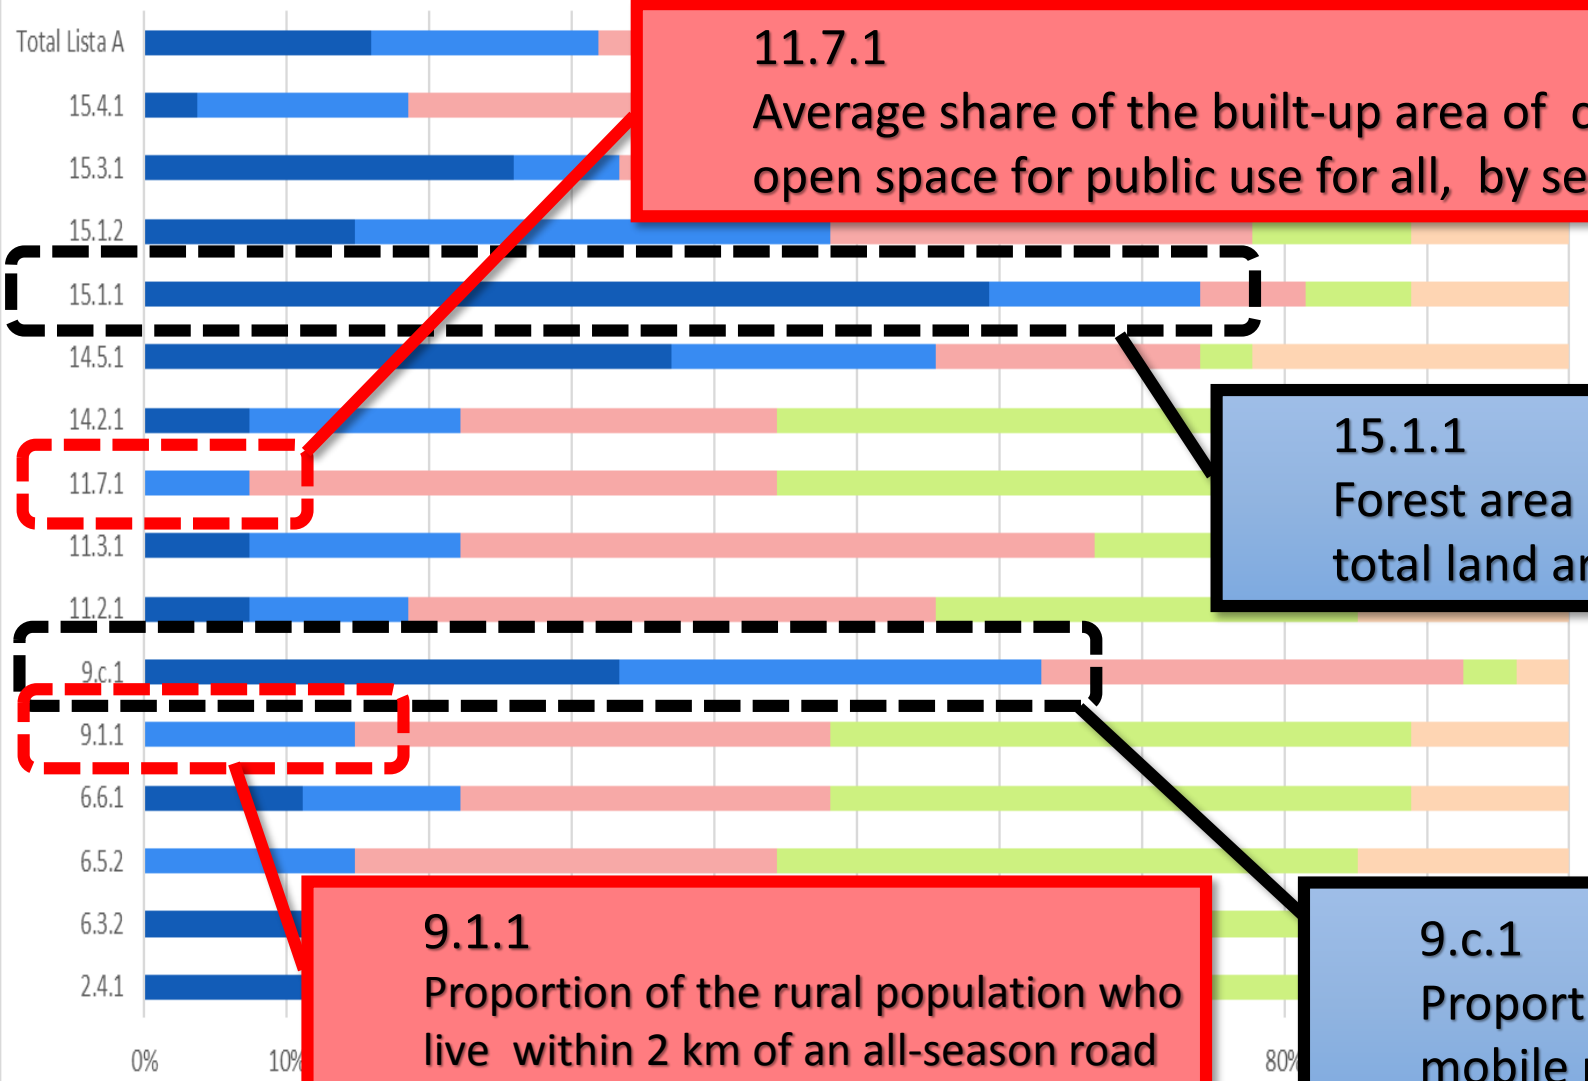 Total Lista A
15.4.1
15.3.1
15.1.2
15.1.1
14.5.1
14.2.1
11.7.1
11.3.1
11.2.1
9.c.1
9.1.1
6.6.1
6.5.2
6.3.2
2.4.1
0%
10%
80%
11.7.1
Average share of the built-up area of
open space for public use for all, by
15.1.1
Forest area
total land
9.1.1
Proportion of the rural population who
live within 2 km of an all-season road
9.c.1
mobile